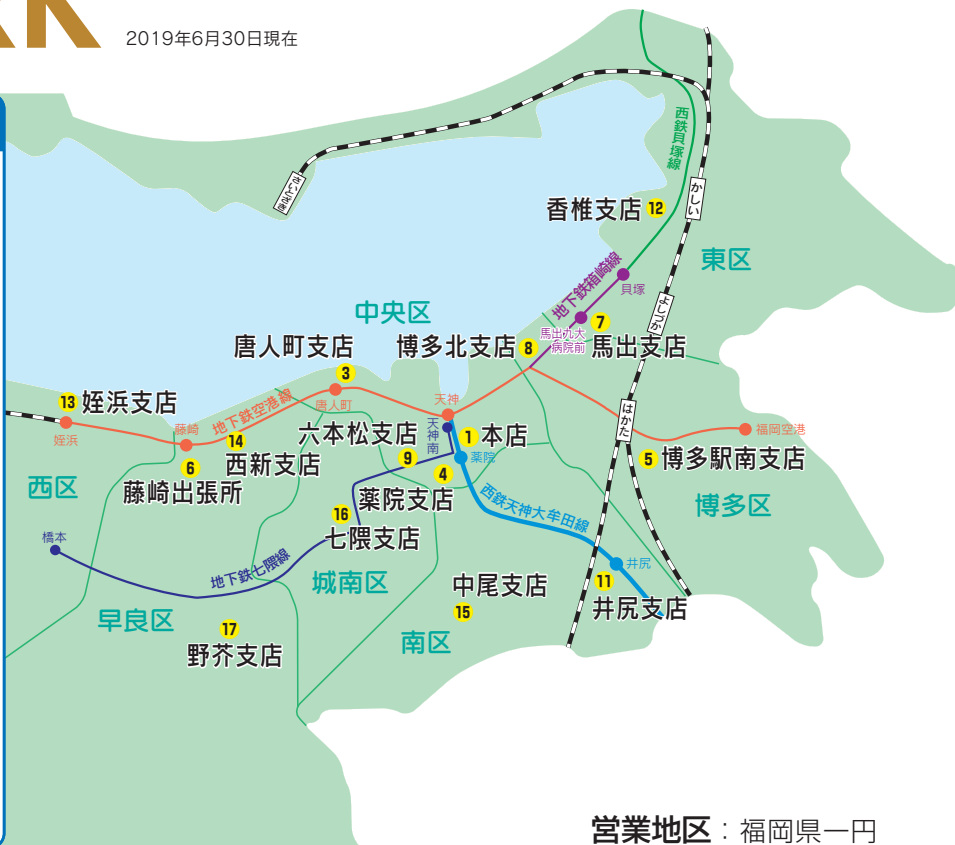 2019年6月30日現在
西鉄貝塚線
さいとざき
かしい
香椎支店 12
東区
地下鉄箱崎線
貝塚
よしづか
中央区
馬出九大
病院前
7
馬出支店
唐人町支店
3
博多北支店 8
唐人町
地下鉄空港線
13 姪浜支店
姪浜
藤崎
14
西新支店
6
藤崎出張所
天神
天神南
六本松支店
9
1 本店
薬院
4
薬院支店
はかた
福岡空港
5 博多駅南支店
博多区
西区
西鉄天神大牟田線
16
七隈支店
橋本
地下鉄七隈線
城南区
井尻
11
井尻支店
中尾支店
15
早良区
17
野芥支店
南区
営業地区：福岡県一円